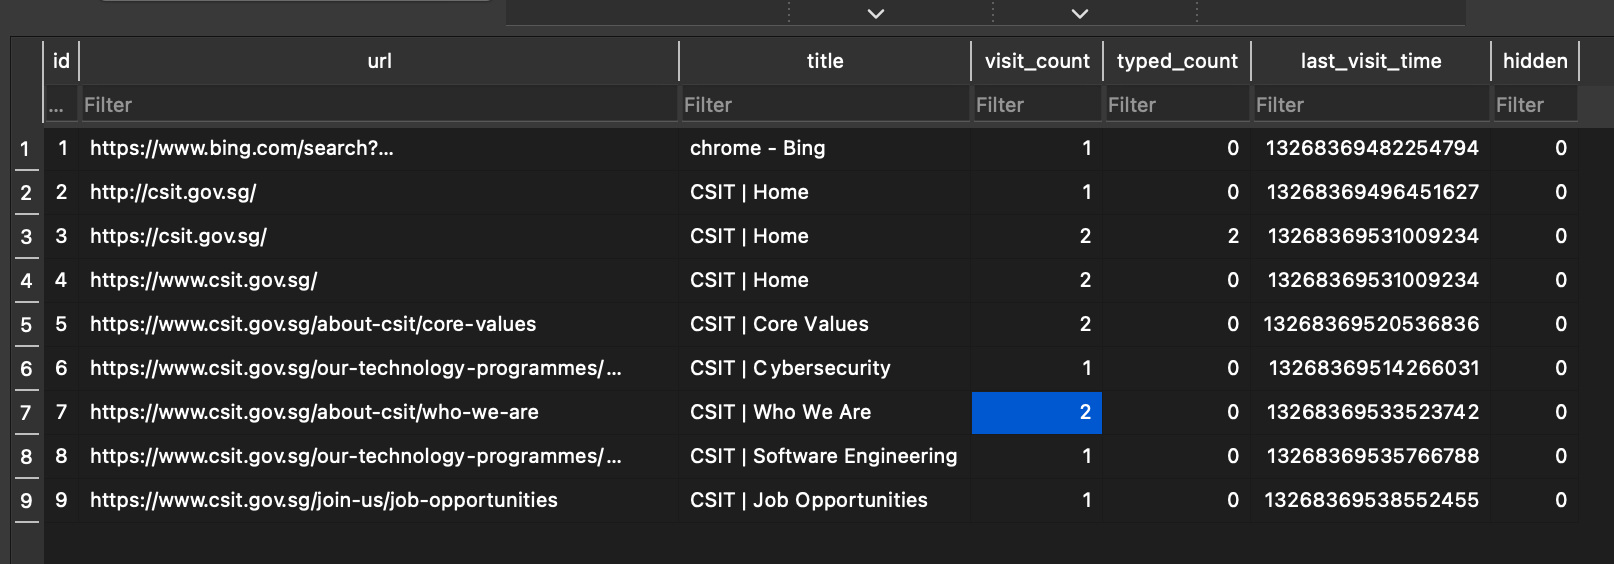 id url title visit_count typed_count last_visit_time hidden
... Filter Filter Filter Filter Filter Filter
1 1 https://www.bing.com/search?... chrome - Bing 1 0 13268369482254794 0
2 2 http://csit.gov.sg/ CSIT | Home 1 0 13268369496451627 0
3 3 https://csit.gov.sg/ CSIT | Home 2 2 13268369531009234 0
4 4 https://www.csit.gov.sg/ CSIT | Home 2 0 13268369531009234 0
5 5 https://www.csit.gov.sg/about-csit/core-values CSIT | Core Values 2 0 13268369520536836 0
6 6 https://www.csit.gov.sg/our-technology-programmes/... CSIT | Cybersecurity 1 0 13268369514266031 0
7 7 https://www.csit.gov.sg/about-csit/who-we-are CSIT | Who We Are 2 0 13268369533523742 0
8 8 https://www.csit.gov.sg/our-technology-programmes/... CSIT | Software Engineering 1 0 13268369535766788 0
9 9 https://www.csit.gov.sg/join-us/job-opportunities CSIT | Job Opportunities 1 0 13268369538552455 0